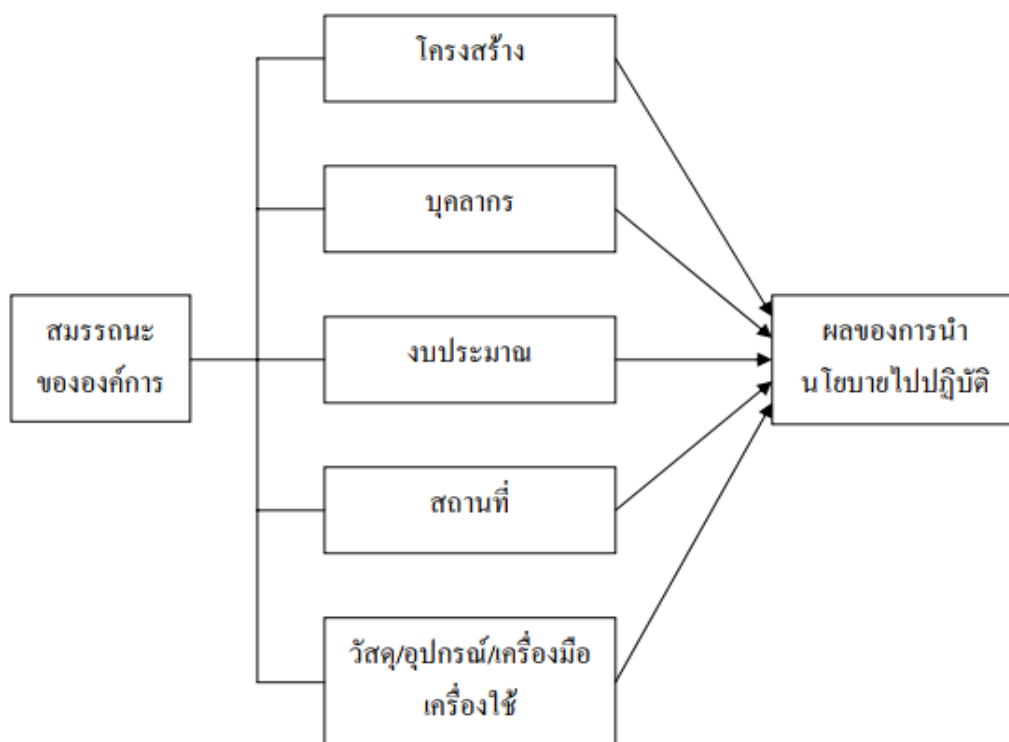 โครงสร้าง
บุคลากร
สมรรถนะ
ขององค์การ
งบประมาณ
ผลของการนำ
นโยบายไปปฏิบัติ
สถานที่
วัสดุ/อุปกรณ์/เครื่องมือ
เครื่องใช้